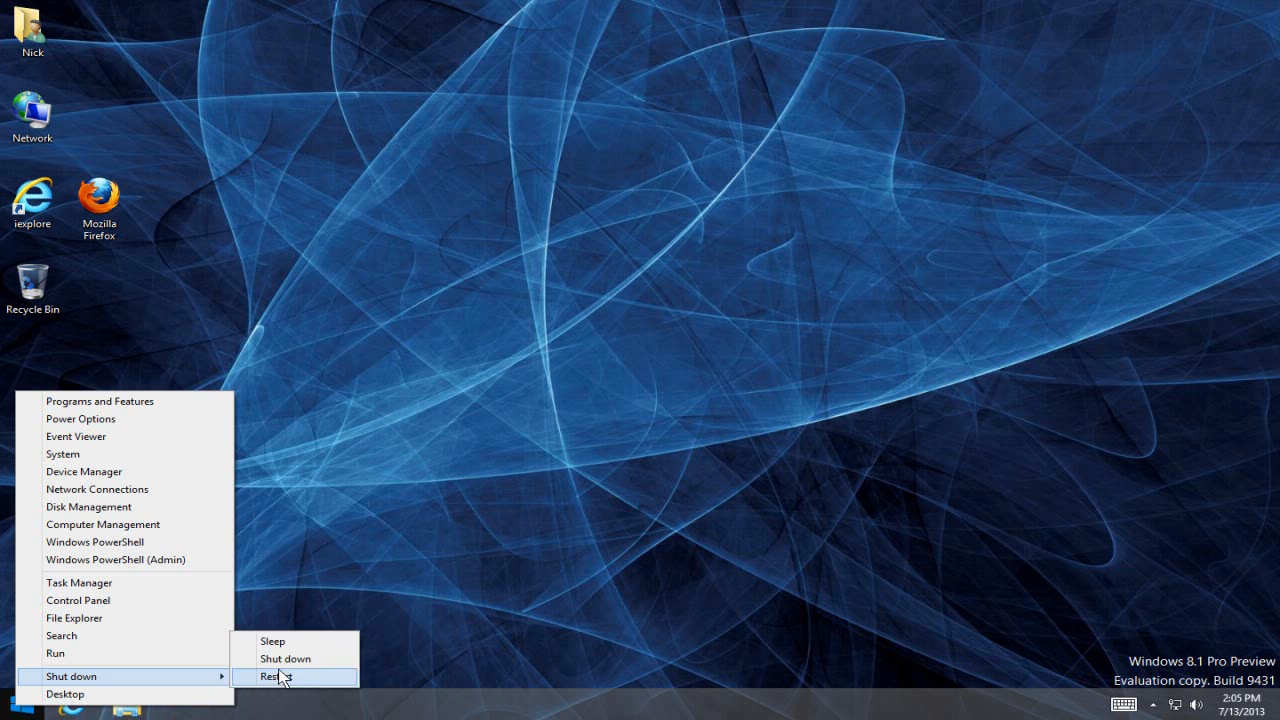 Nick
Network
iexplore
Mozilla
Firefox
Recycle Bin
Programs and Features
Power Options
Event Viewer
System
Device Manager
Network Connections
Disk Management
Computer Management
Windows PowerShell
Windows PowerShell (Admin)
Task Manager
Control Panel
File Explorer
Search
Run
Shut down
Desktop
Sleep
Shut down
Restart
Windows 8.1 Pro Preview
Evaluation copy. Build 9431
2:05 PM
7/13/2013